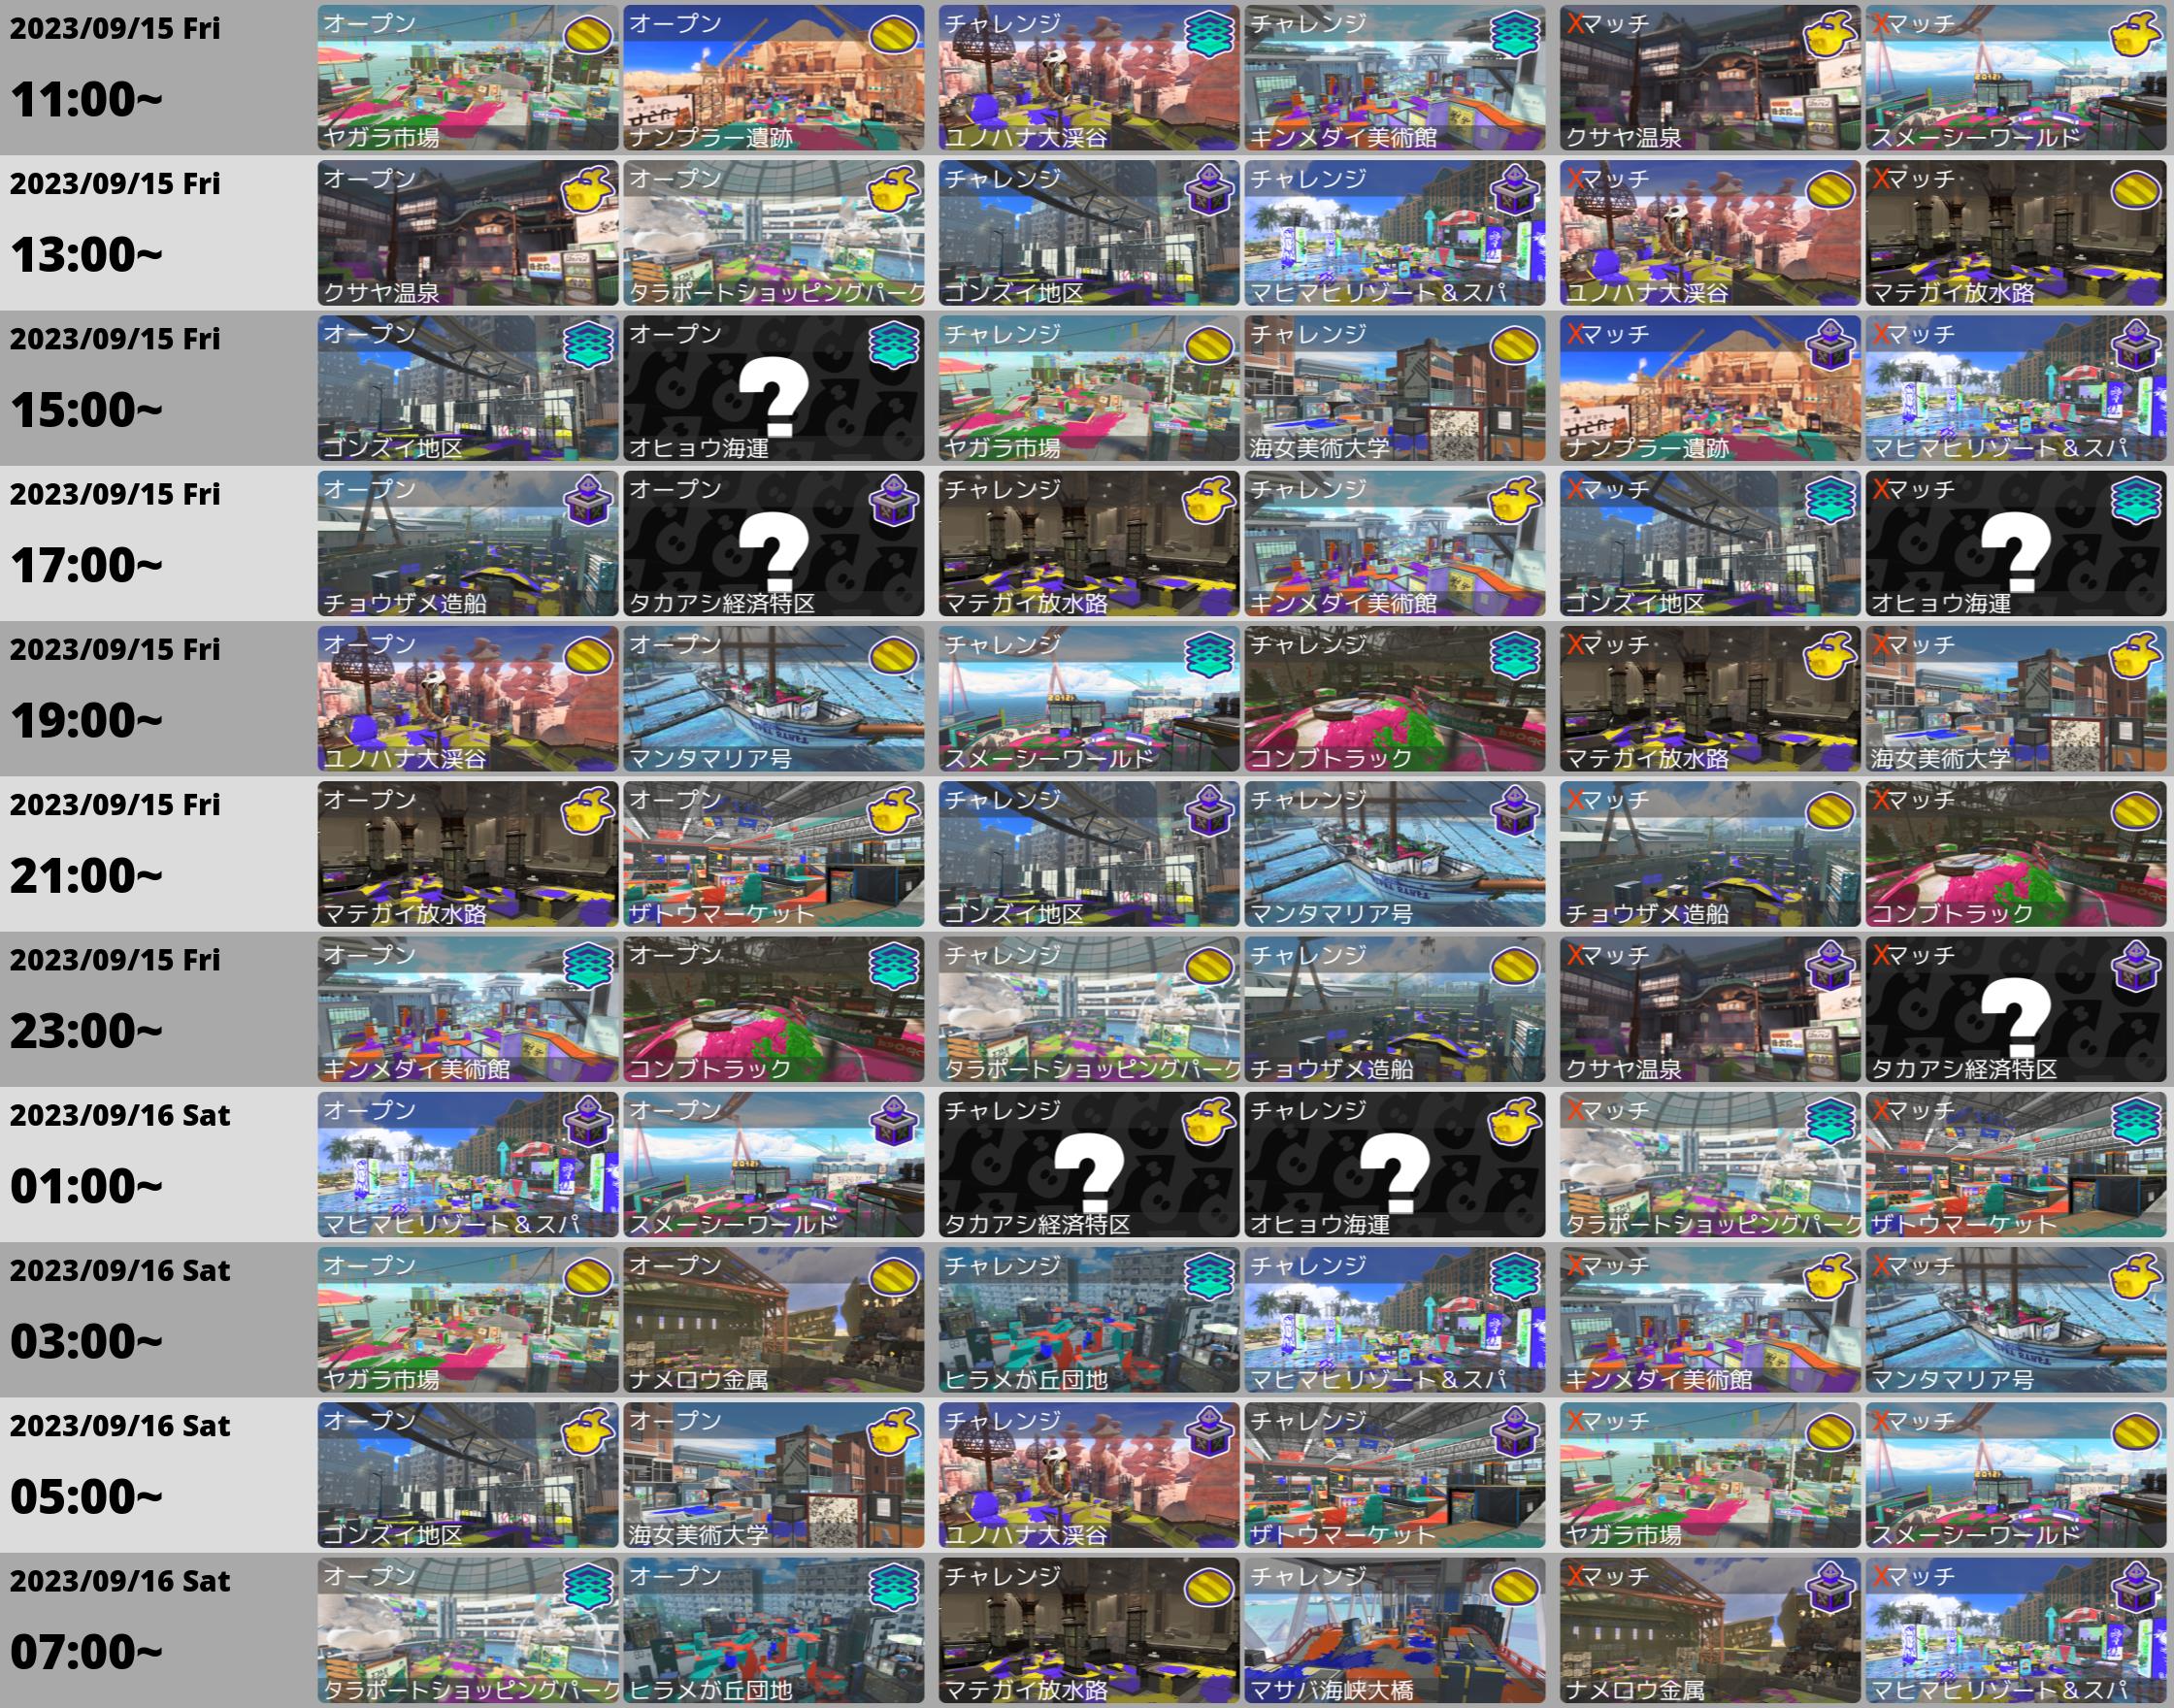 2023/09/15 Fri
11:00~
オープン
ヤガラ市場
オープン
ナンプラー遺跡
チャレンジ
ユノハナ大渓谷
チャレンジ
キンメダイ美術館
Xマッチ
クサヤ温泉
Xマッチ
スメーシーワールド
2023/09/15 Fri
13:00~
オープン
クサヤ温泉
オープン
タラポートショッピングパーク
チャレンジ
ゴンズイ地区
チャレンジ
マヒマヒリゾート＆スパ
Xマッチ
ユノハナ大渓谷
Xマッチ
マテガイ放水路
2023/09/15 Fri
15:00~
オープン
ゴンズイ地区
オープン
?
オヒョウ海運
チャレンジ
ヤガラ市場
チャレンジ
海女美術大学
Xマッチ
ナンプラー遺跡
Xマッチ
マヒマヒリゾート＆スパ
2023/09/15 Fri
17:00~
オープン
チョウザメ造船
オープン
?
タカアシ経済特区
チャレンジ
マテガイ放水路
チャレンジ
キンメダイ美術館
Xマッチ
ゴンズイ地区
Xマッチ
?
オヒョウ海運
2023/09/15 Fri
19:00~
オープン
ユノハナ大渓谷
オープン
マンタマリア号
チャレンジ
スメーシーワールド
チャレンジ
コンブトラック
Xマッチ
マテガイ放水路
Xマッチ
海女美術大学
2023/09/15 Fri
21:00~
オープン
マテガイ放水路
オープン
ザトウマーケット
チャレンジ
ゴンズイ地区
チャレンジ
マンタマリア号
Xマッチ
チョウザメ造船
Xマッチ
コンブトラック
2023/09/15 Fri
23:00~
オープン
キンメダイ美術館
オープン
コンブトラック
チャレンジ
タラポートショッピングパーク
チャレンジ
チョウザメ造船
Xマッチ
クサヤ温泉
Xマッチ
?
タカアシ経済特区
2023/09/16 Sat
01:00~
オープン
マヒマヒリゾート＆スパ
オープン
スメーシーワールド
チャレンジ
?
タカアシ経済特区
チャレンジ
?
オヒョウ海運
Xマッチ
タラポートショッピングパーク
Xマッチ
ザトウマーケット
2023/09/16 Sat
03:00~
オープン
ヤガラ市場
オープン
ナメロウ金属
チャレンジ
ヒラメが丘団地
チャレンジ
マヒマヒリゾート＆スパ
Xマッチ
キンメダイ美術館
Xマッチ
マンタマリア号
2023/09/16 Sat
05:00~
オープン
ゴンズイ地区
オープン
海女美術大学
チャレンジ
ユノハナ大渓谷
チャレンジ
ザトウマーケット
Xマッチ
ヤガラ市場
Xマッチ
スメーシーワールド
2023/09/16 Sat
07:00~
オープン
タラポートショッピングパーク
オープン
ヒラメが丘団地
チャレンジ
マテガイ放水路
チャレンジ
マサバ海峡大橋
Xマッチ
ナメロウ金属
Xマッチ
マヒマヒリゾート＆スパ